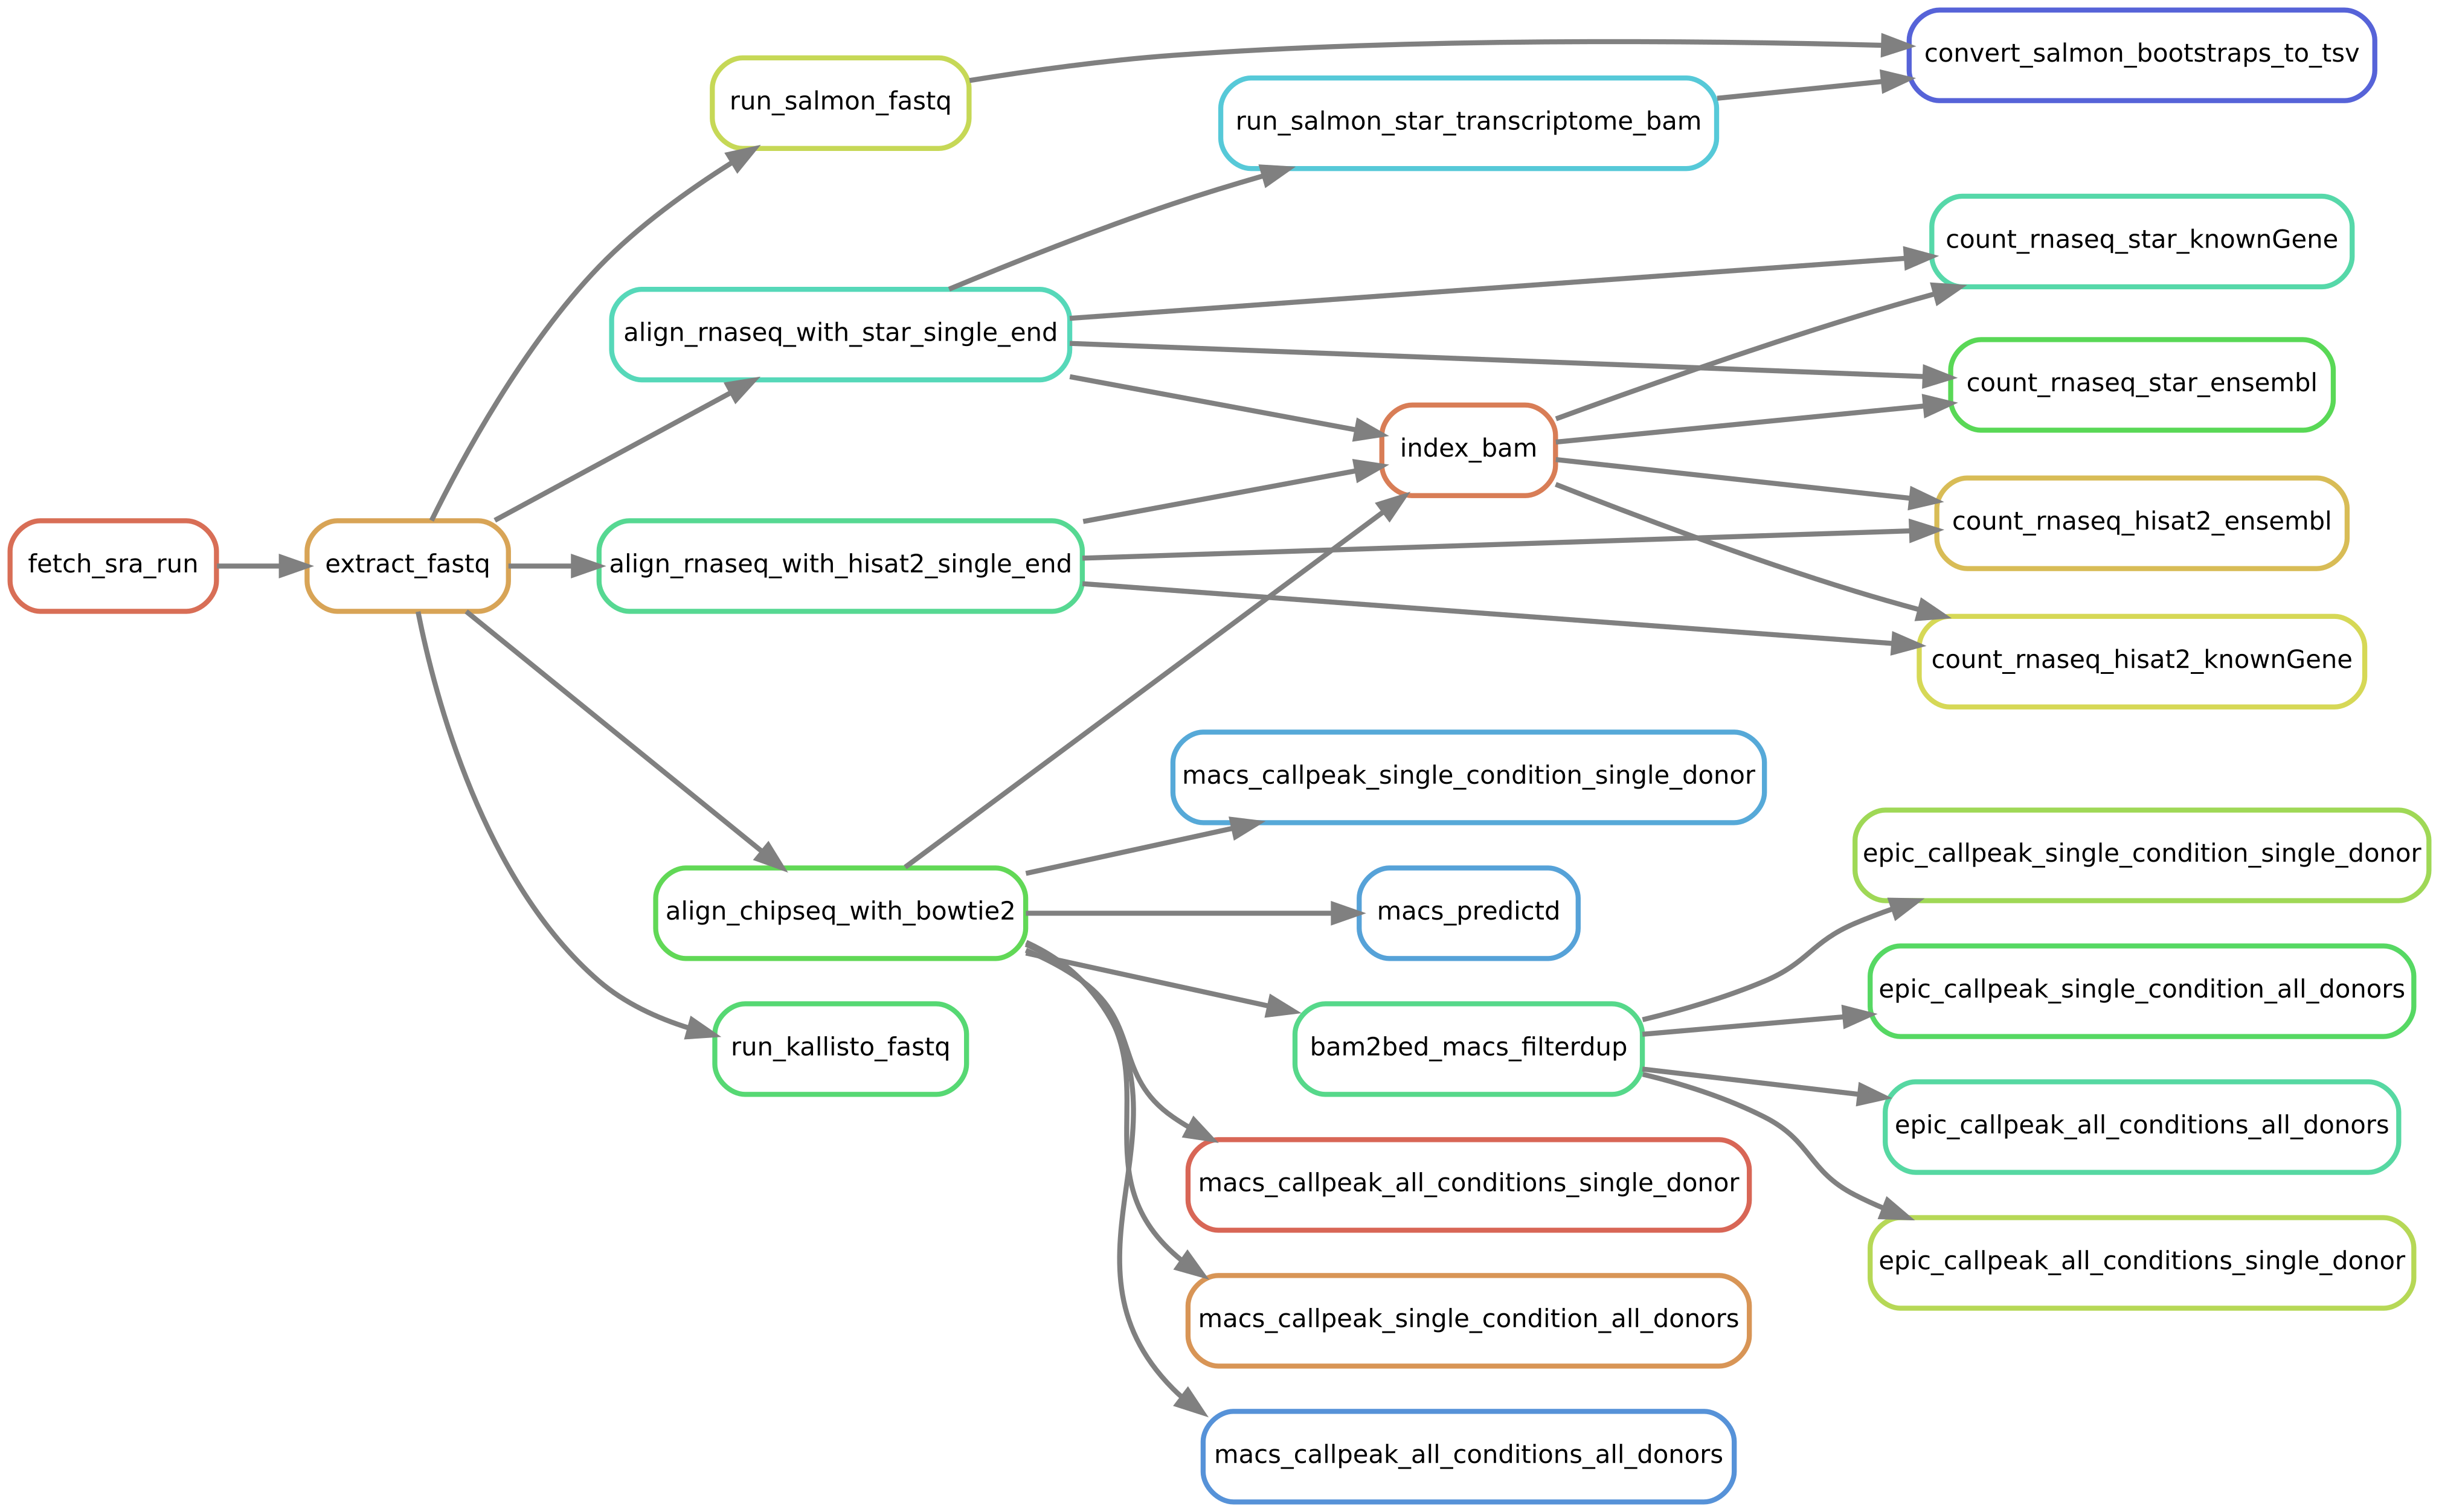 convert_salmon_bootstraps_to_tsv
run_salmon_fastq
run_salmon_star_transcriptome_bam
count_rnaseq_star_knownGene
align_rnaseq_with_star_single_end
count_rnaseq_star_ensembl
index_bam
count_rnaseq_hisat2_ensembl
fetch_sra_run
extract_fastq
align_rnaseq_with_hisat2_single_end
count_rnaseq_hisat2_knownGene
macs_callpeak_single_condition_single_donor
epic_callpeak_single_condition_single_donor
align_chipseq_with_bowtie2
macs_predictd
epic_callpeak_single_condition_all_donors
run_kallisto_fastq
bam2bed_macs_filterdup
epic_callpeak_all_conditions_all_donors
macs_callpeak_all_conditions_single_donor
epic_callpeak_all_conditions_single_donor
macs_callpeak_single_condition_all_donors
macs_callpeak_all_conditions_all_donors